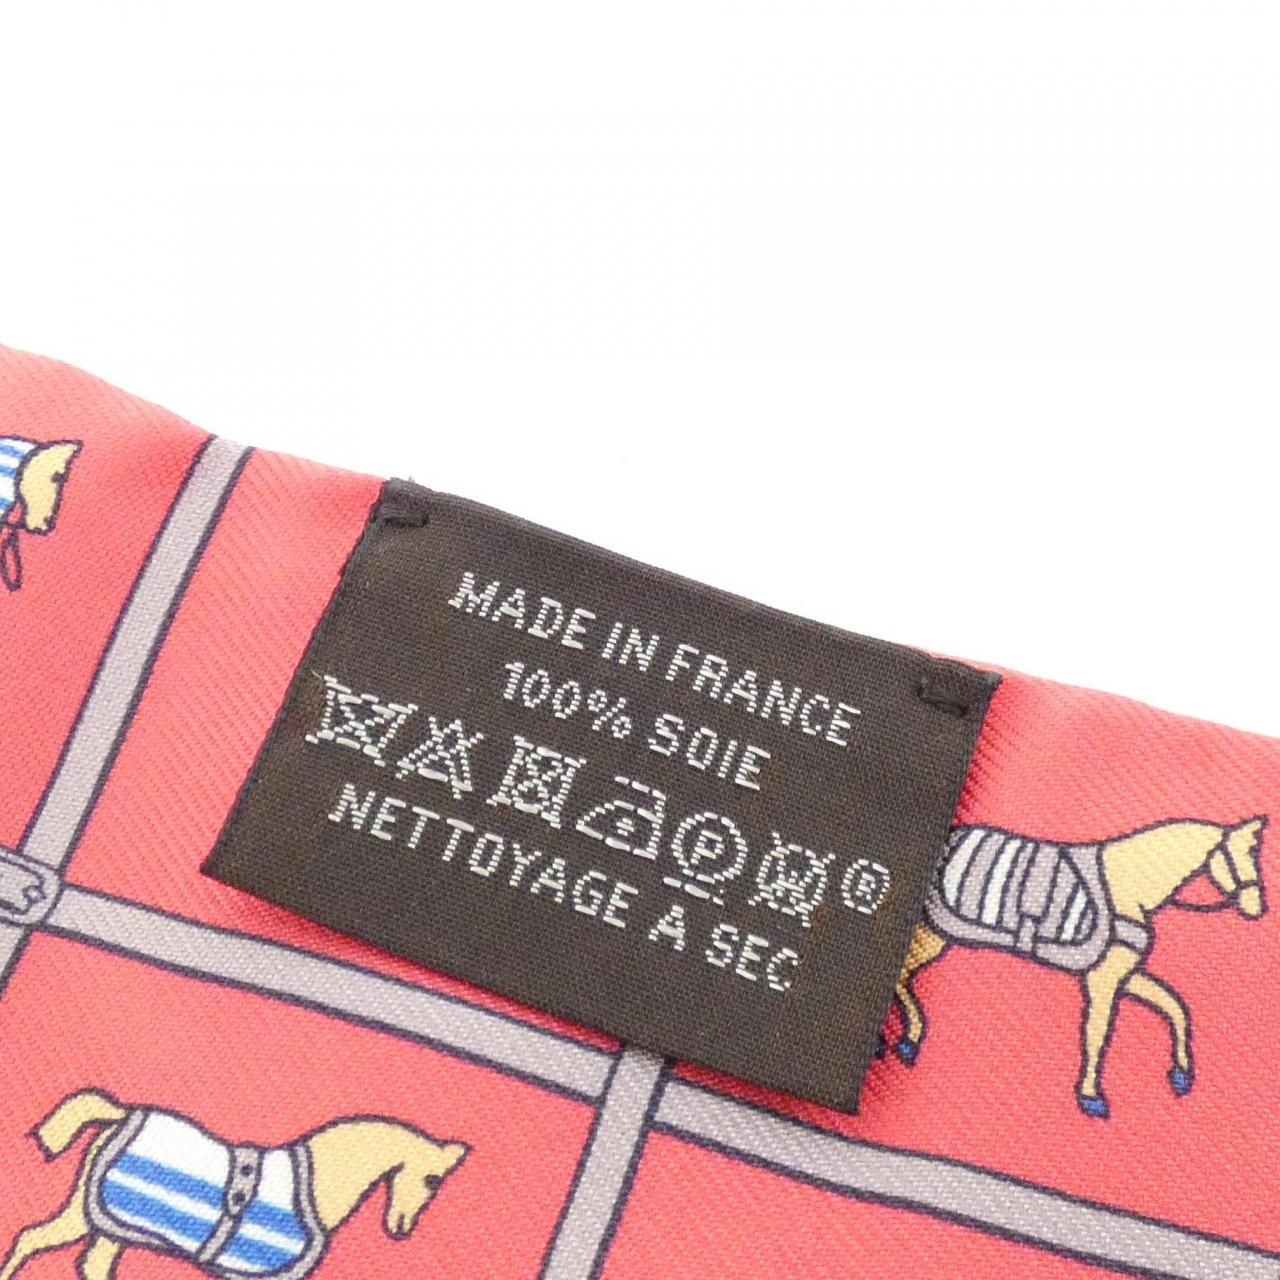 MADE IN FRANCE
100% SOIE
P ®
NETTOYAGE A SEC